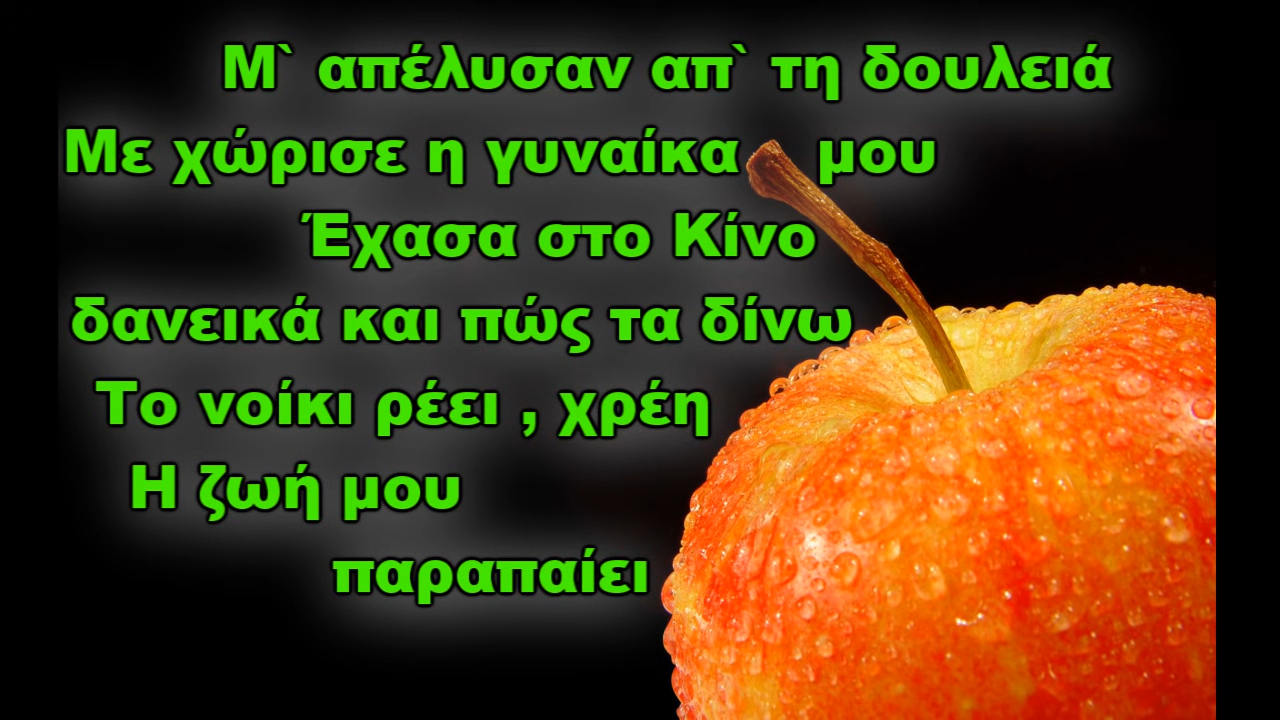 Μ` απέλυσαν απ` τη δουλειά
Με χώρισε η γυναίκα μου
Έχασα στο Κίνο
δανεικά και πώς τα δίνω
Το νοίκι ρέει , χρέη
Η ζωή μου
παραπαίει